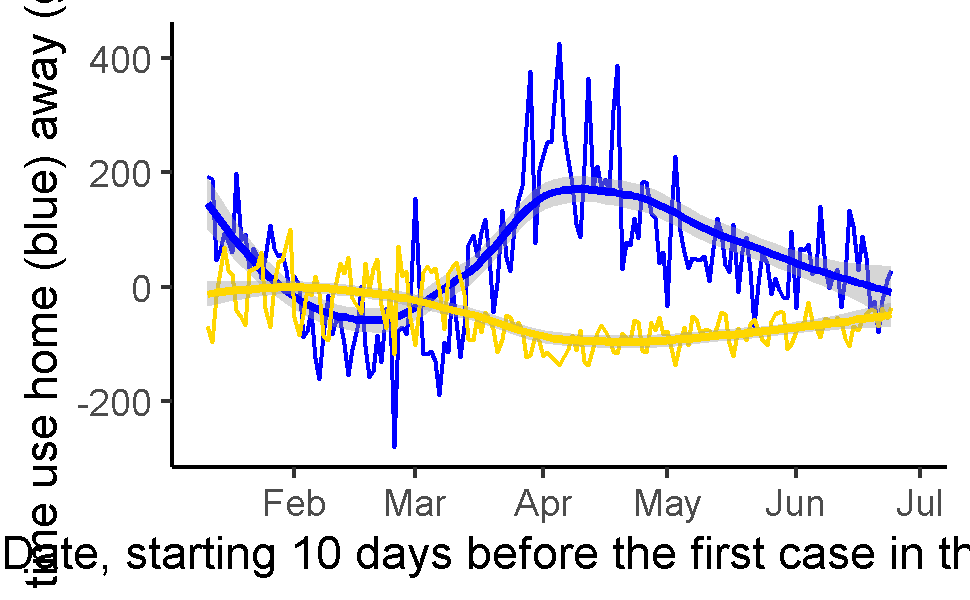 time use home (blue) away (
400
200
0
-200
Feb Mar Apr May Jun Jul
Date, starting 10 days before the first case in th